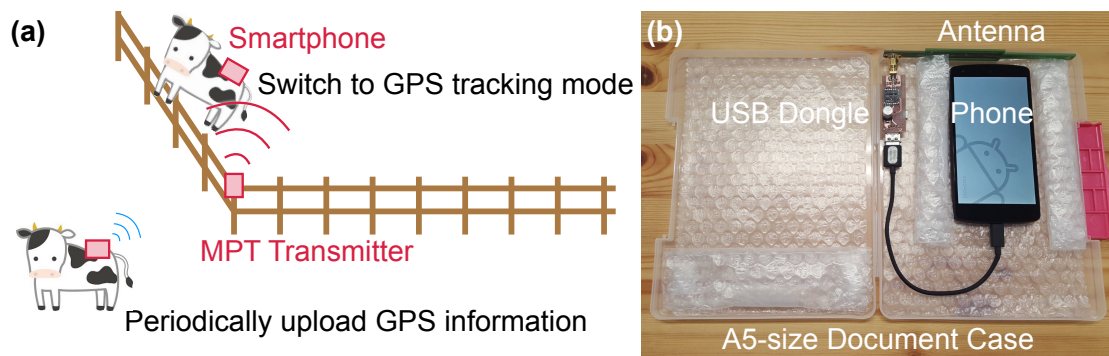 (a)
Smartphone
Switch to GPS tracking mode
MPT Transmitter
Periodically upload GPS information
(b)
Antenna
USB Dongle
Phone
A5-size Document Case